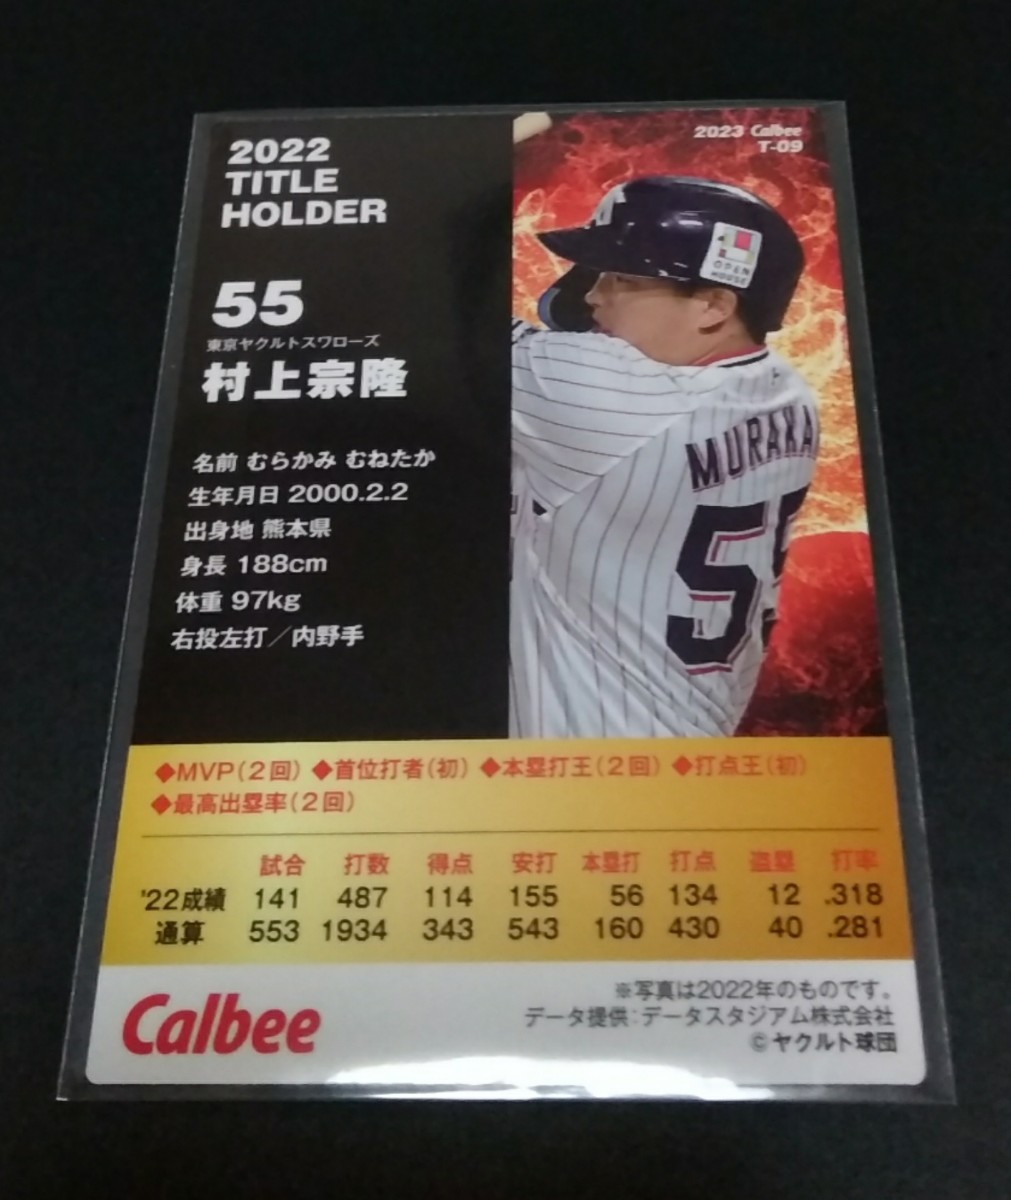 2022
TITLE
HOLDER
55
東京ヤクルトスワローズ
村上宗隆
名前 むらかみ むねたか
生年月日 2000.2.2
出身地 熊本県
身長 188cm
体重 97kg
右投左打／内野手
2023 Calbee
T-09
OPEN
HOUSE
MURAKA
55
◆MVP(2回) ◆首位打者(初) ◆本塁打王(2回) ◆打点王(初)
◆最高出塁率(2回)
試合 打数 得点 安打 本塁打 打点 盗塁 打率
'22成績 141 487 114 155 56 134 12 .318
通算 553 1934 343 543 160 430 40 .281
Calbee
※写真は2022年のものです。
データ提供：データスタジアム株式会社
©ヤクルト球団